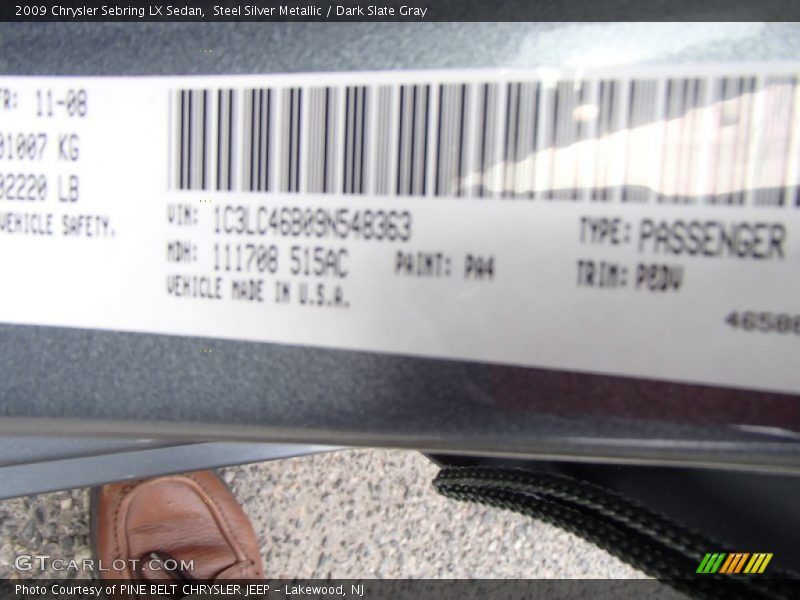 2009 Chrysler Sebring LX Sedan,  Steel Silver Metallic / Dark Slate Gray
FR: 11-08
01007 KG
02220 LB
VEHICLE SAFETY.
VIN: 1C3LC46B09N548363
TYPE: PASSENGER
MDH: 111708 515AC
PAINT: PA4
TRIM: PEDV
VEHICLE MADE IN U.S.A.
46586
GTCARLOT.COM
Photo Courtesy of PINE BELT CHRYSLER JEEP - Lakewood, NJ